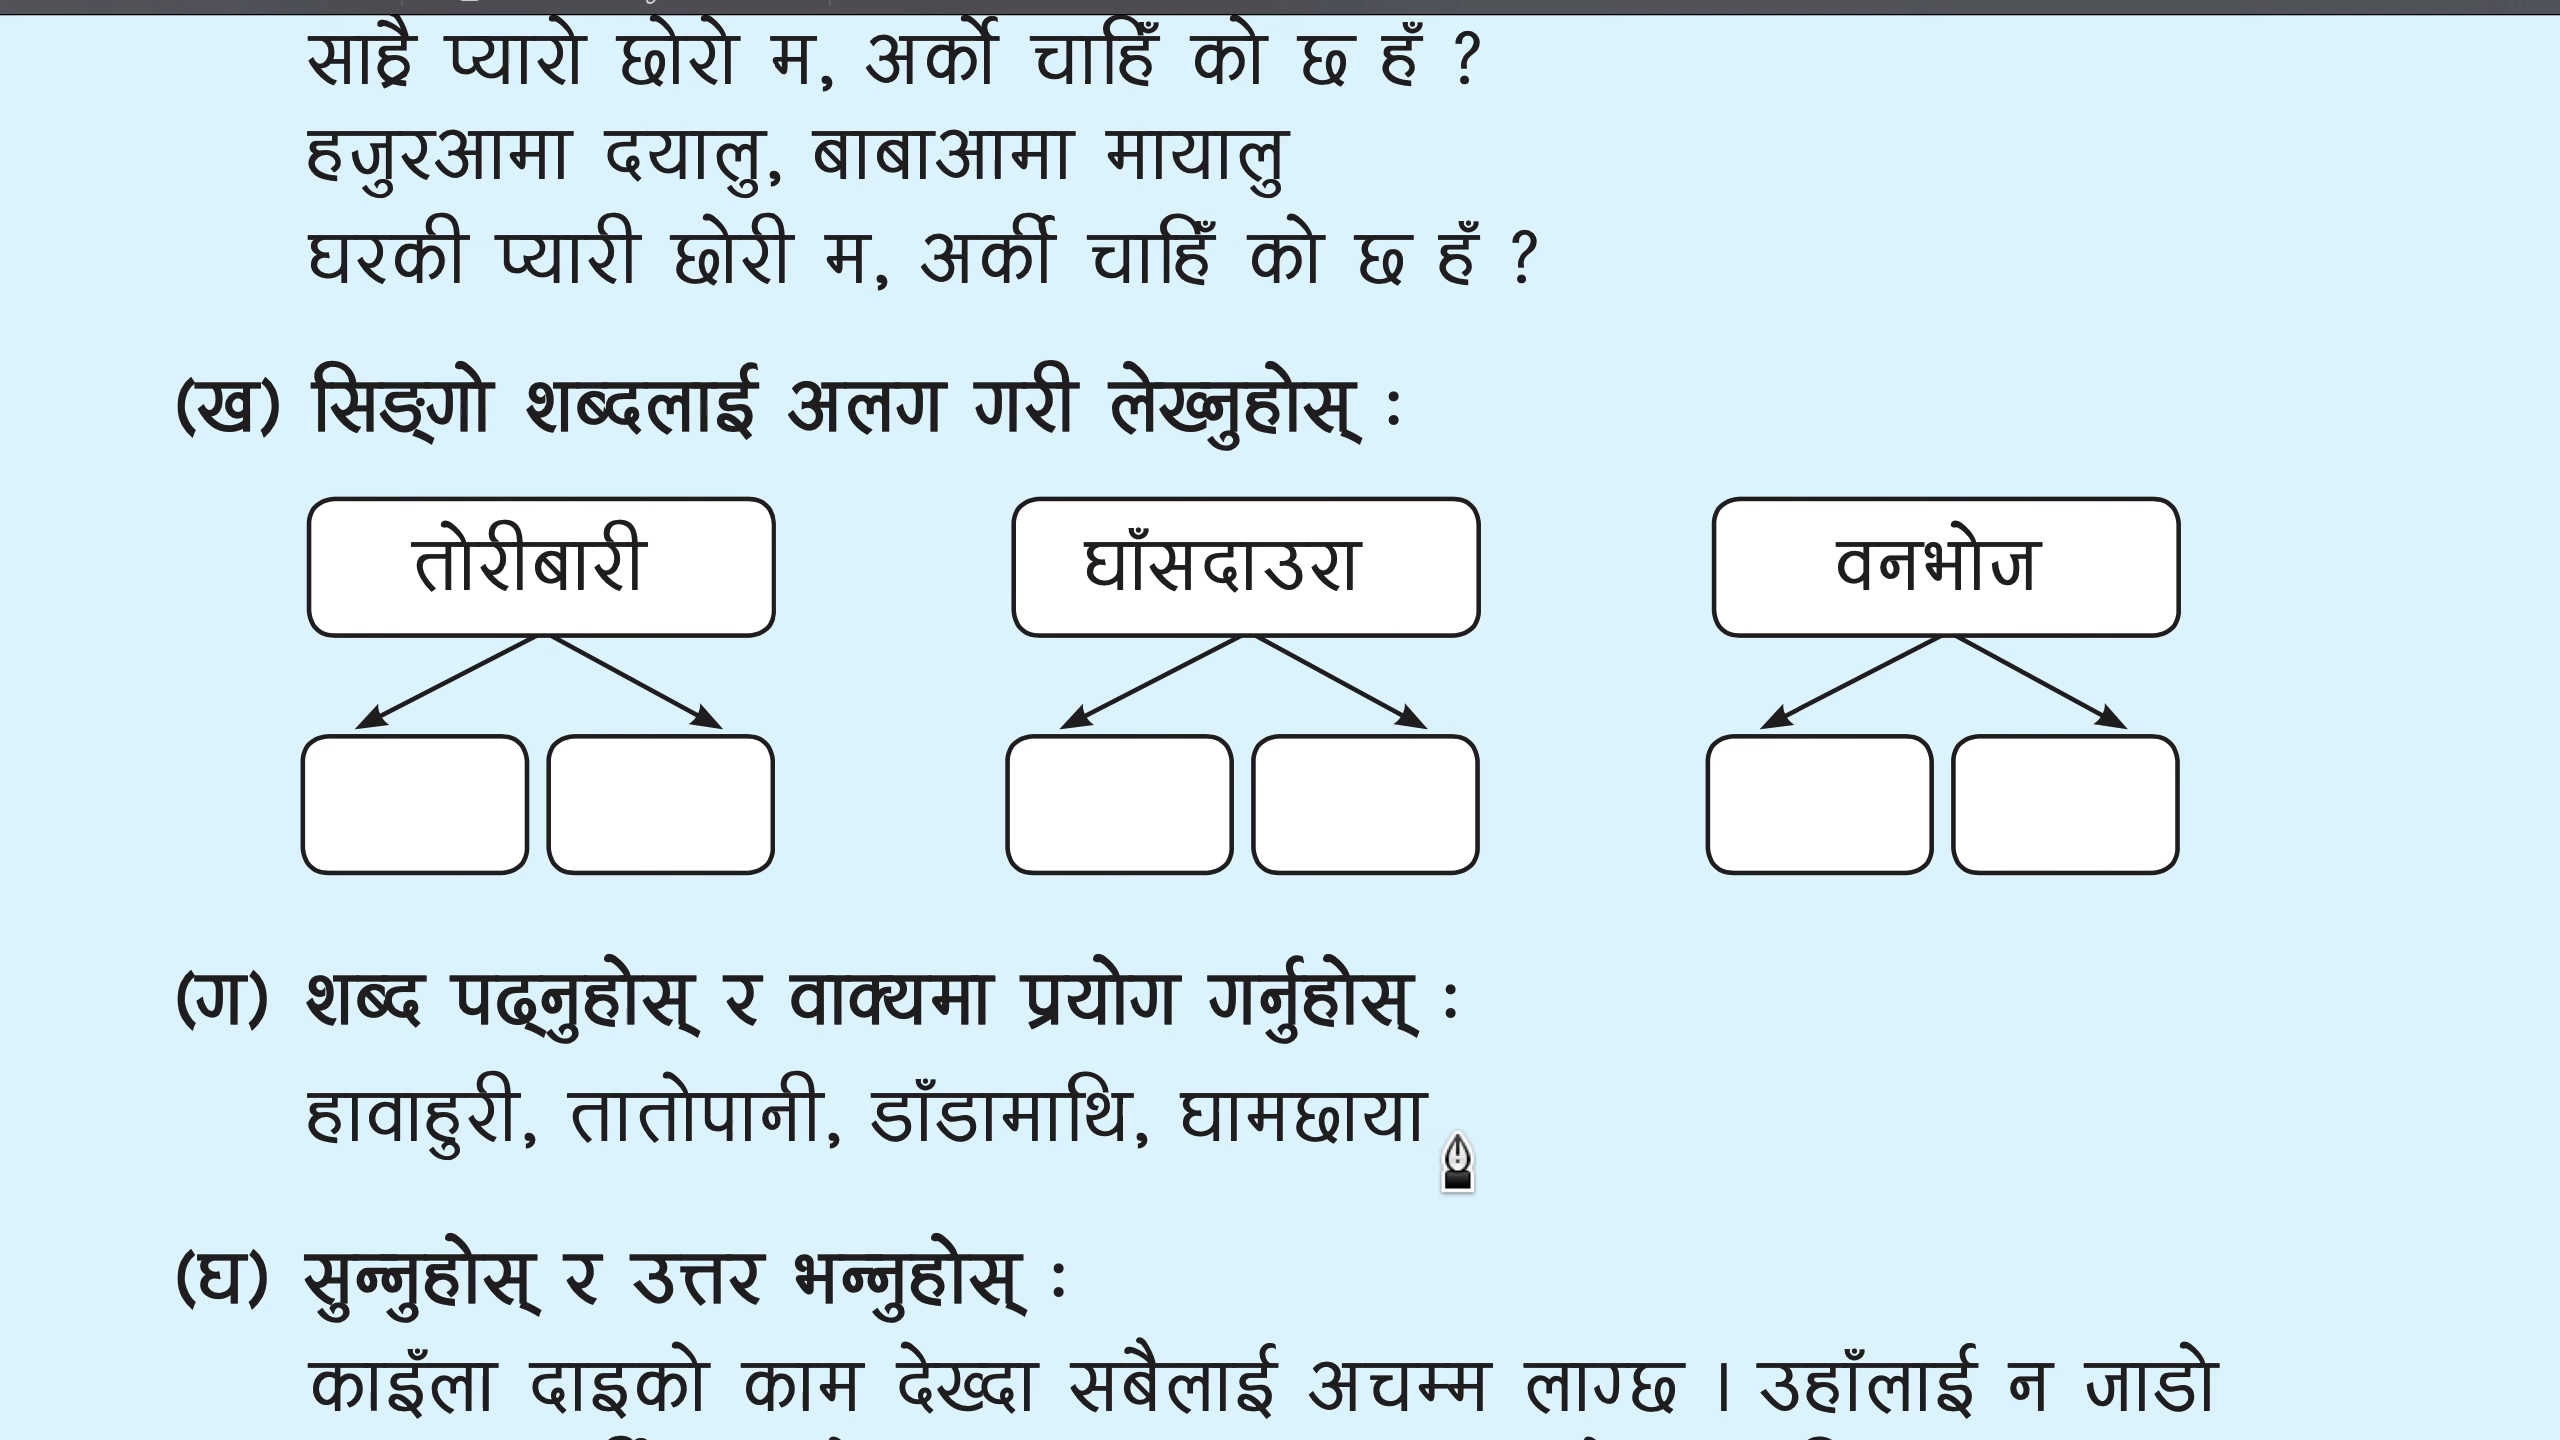 साह्रै प्यारो छोरो म, अर्को चाहिँ को छ हँ ?
हजुरआमा दयालु, बाबाआमा मायालु
घरकी प्यारी छोरी म, अर्की चाहिँ को छ हँ ?
(ख) सिङ्गो शब्दलाई अलग गरी लेख्नुहोस् :
तोरीबारी घाँसदाउरा वनभोज
(ग) शब्द पढ्नुहोस् र वाक्यमा प्रयोग गर्नुहोस् :
हावाहुरी, तातोपानी, डाँडामाथि, घामछाया
(घ) सुन्नुहोस् र उत्तर भन्नुहोस् :
काइँला दाइको काम देख्दा सबैलाई अचम्म लाग्छ । उहाँलाई न जाडो